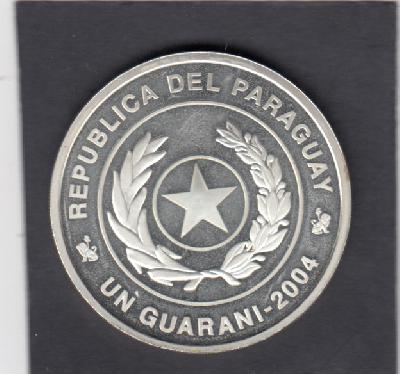 REPUBLICA DEL PARAGUAY
UN GUARANI-2004